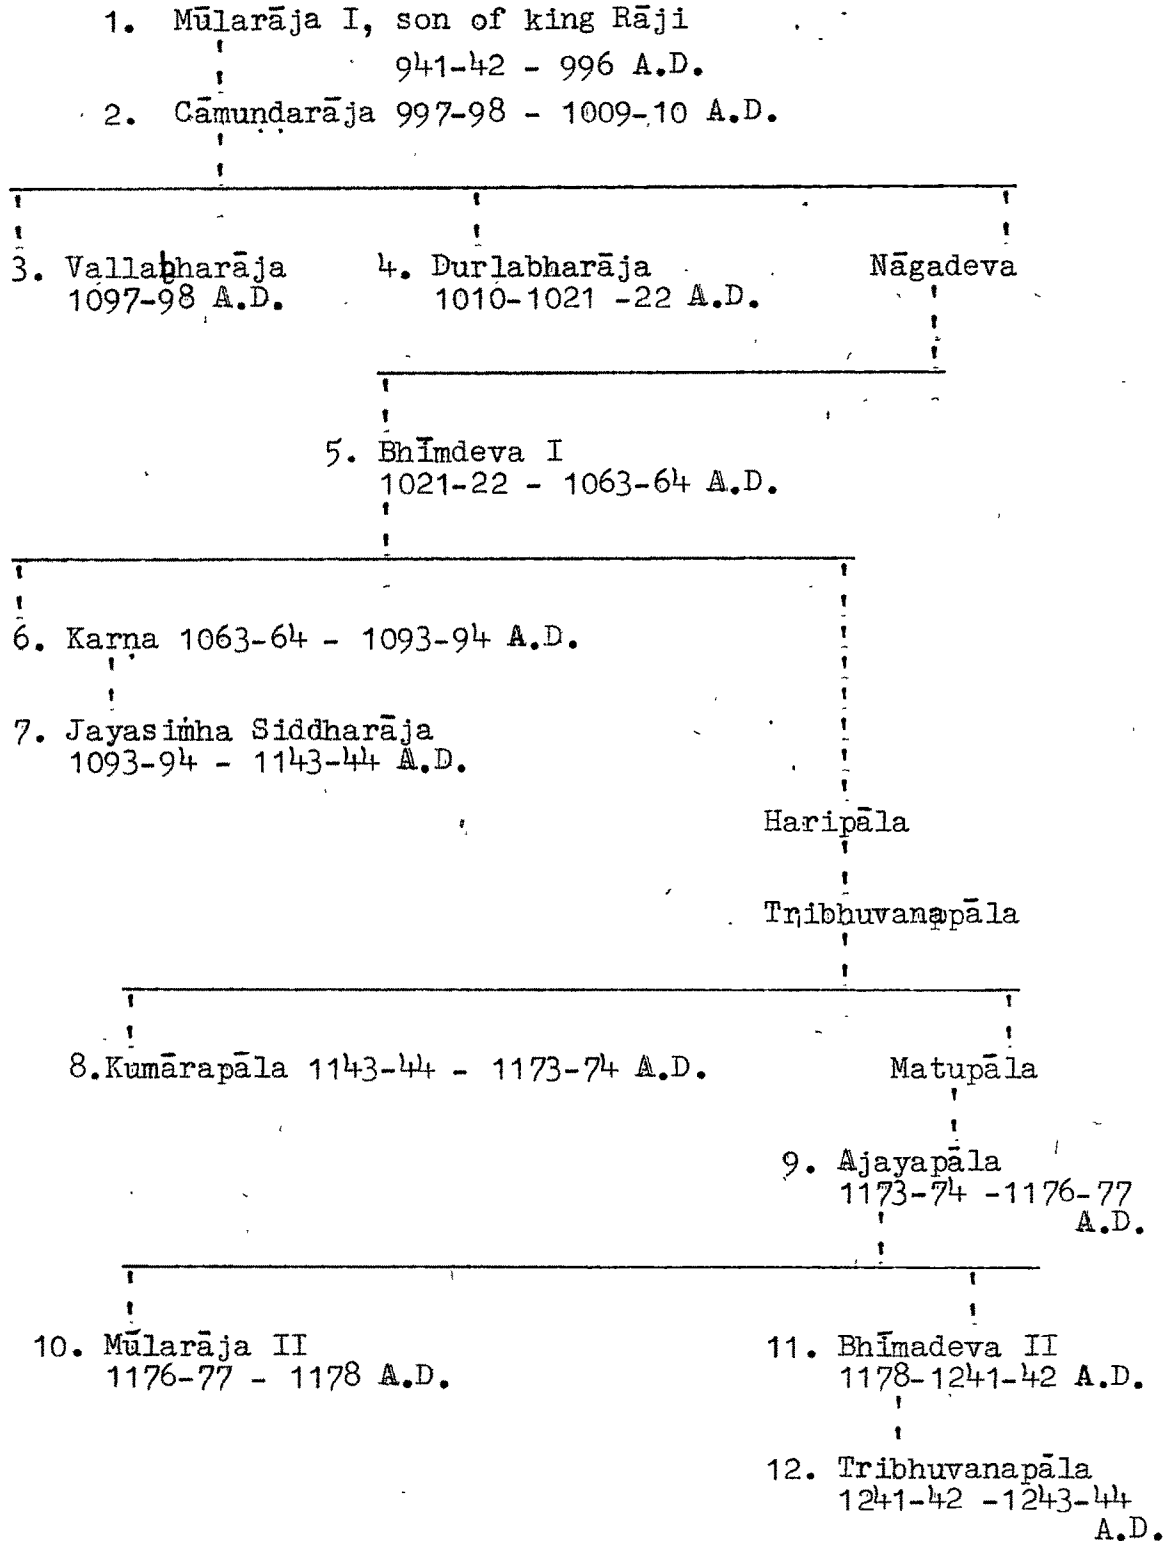 1. Mūlarāja I, son of king Rāji
941-42 - 996 A.D.
2. Cāmuṇḍarāja 997-98 - 1009-10 A.D.
3. Vallabharāja 4. Durlabharāja Nāgadeva
1097-98 A.D. 1010-1021 -22 A.D.
5. Bhīmdeva I
1021-22 - 1063-64 A.D.
6. Karṇa 1063-64 - 1093-94 A.D.
7. Jayasiṁha Siddharāja
1093-94 - 1143-44 A.D.
Haripāla
Tribhuvanapāla
8.Kumārapāla 1143-44 - 1173-74 A.D. Matupāla
9. Ajayapāla
1173-74 -1176-77
A.D.
10. Mūlarāja II 11. Bhīmadeva II
1176-77 - 1178 A.D. 1178-1241-42 A.D.
12. Tribhuvanapāla
1241-42 -1243-44
A.D.